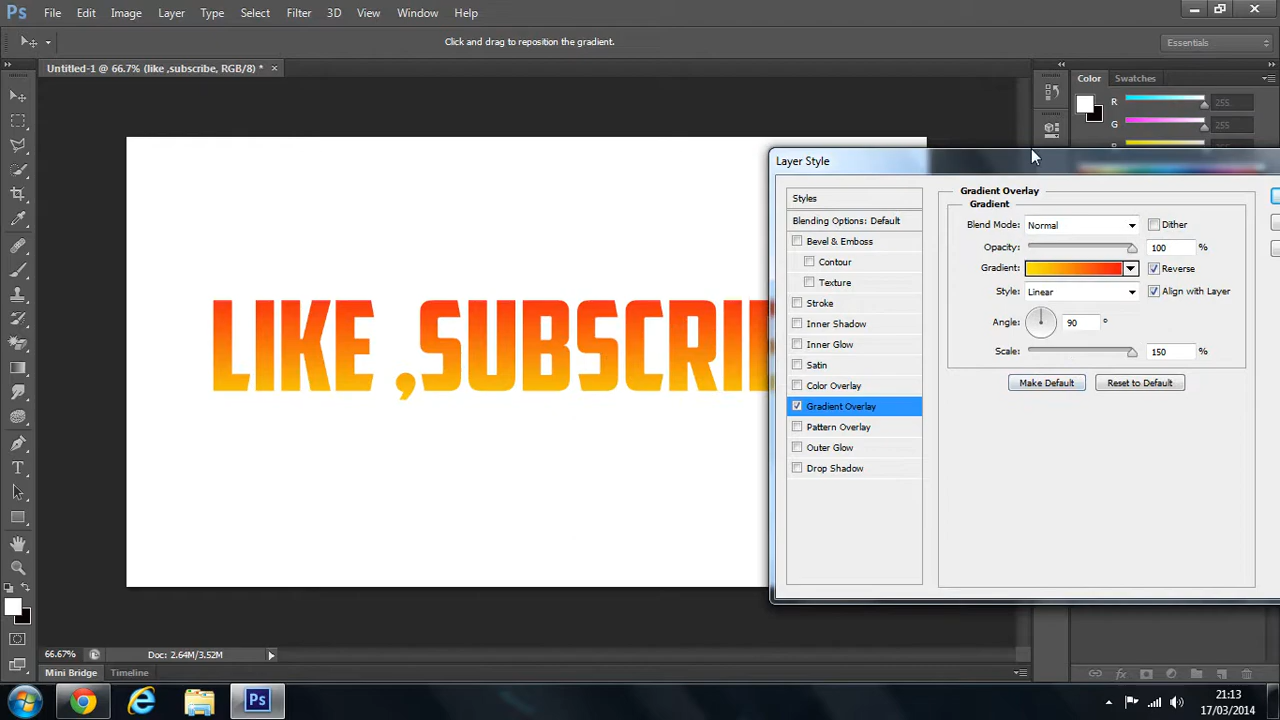 Ps File Edit Image Layer Type Select Filter 3D View Window Help
Click and drag to reposition the gradient.
Essentials
Untitled-1 @ 66.7% (like ,subscribe, RGB/8) *
Color Swatches
R 255
G 255
Layer Style
Styles
Blending Options: Default
Bevel & Emboss
Contour
Texture
Stroke
Inner Shadow
Inner Glow
Satin
Color Overlay
Gradient Overlay
Pattern Overlay
Outer Glow
Drop Shadow
Gradient Overlay
Gradient
Blend Mode: Normal Dither
Opacity: 100 %
Gradient: Reverse
Style: Linear Align with Layer
Angle: 90 °
Scale: 150 %
Make Default Reset to Default
LIKE ,SUBSCRI
66.67% Doc: 2.64M/3.52M
Mini Bridge Timeline
Ps
21:13
17/03/2014